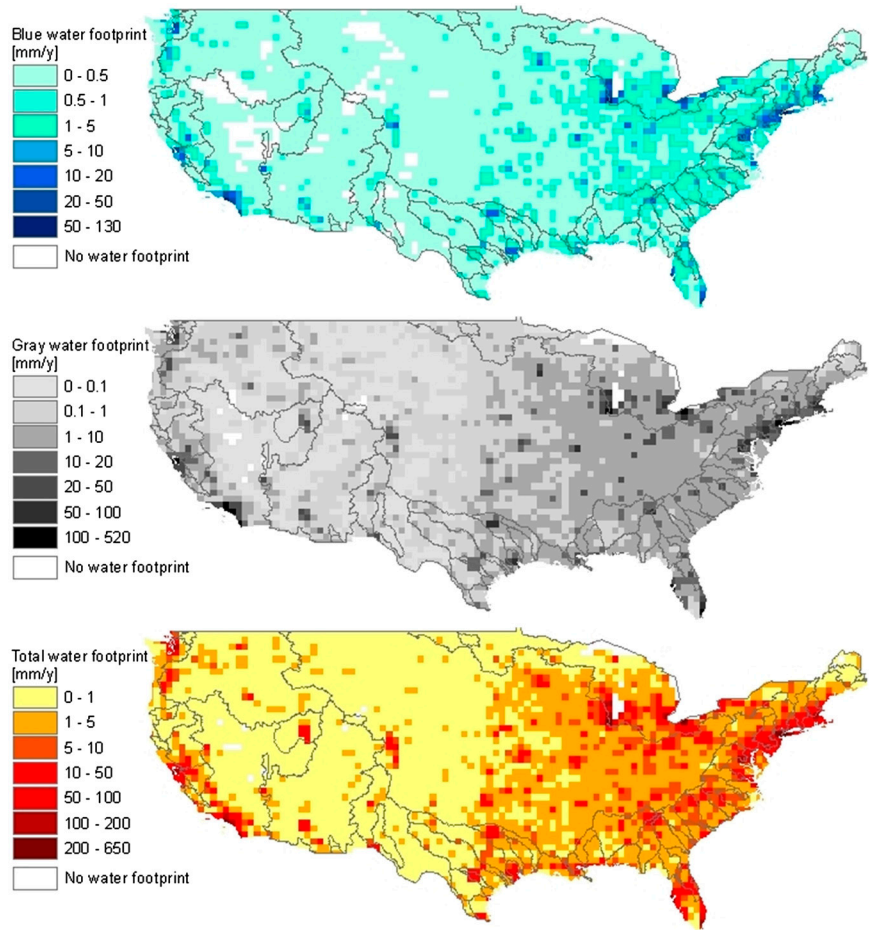 Blue water footprint
[mm/y]
0 - 0.5
0.5 - 1
1 - 5
5 - 10
10 - 20
20 - 50
50 - 130
No water footprint
Gray water footprint
[mm/y]
0 - 0.1
0.1 - 1
1 - 10
10 - 20
20 - 50
50 - 100
100 - 520
No water footprint
Total water footprint
[mm/y]
0 - 1
1 - 5
5 - 10
10 - 50
50 - 100
100 - 200
200 - 650
No water footprint